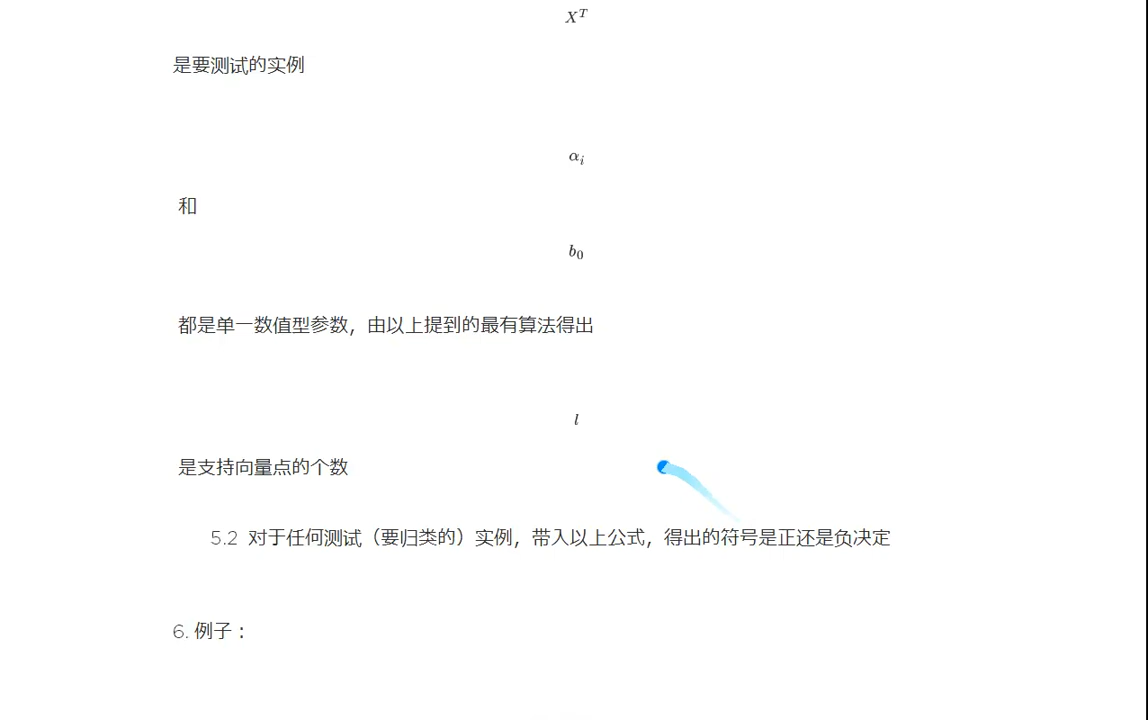 X^T
是要测试的实例
α_i
和
b_0
都是单一数值型参数，由以上提到的最有算法得出
l
是支持向量点的个数
5.2 对于任何测试（要归类的）实例，带入以上公式，得出的符号是正还是负决定
6. 例子：